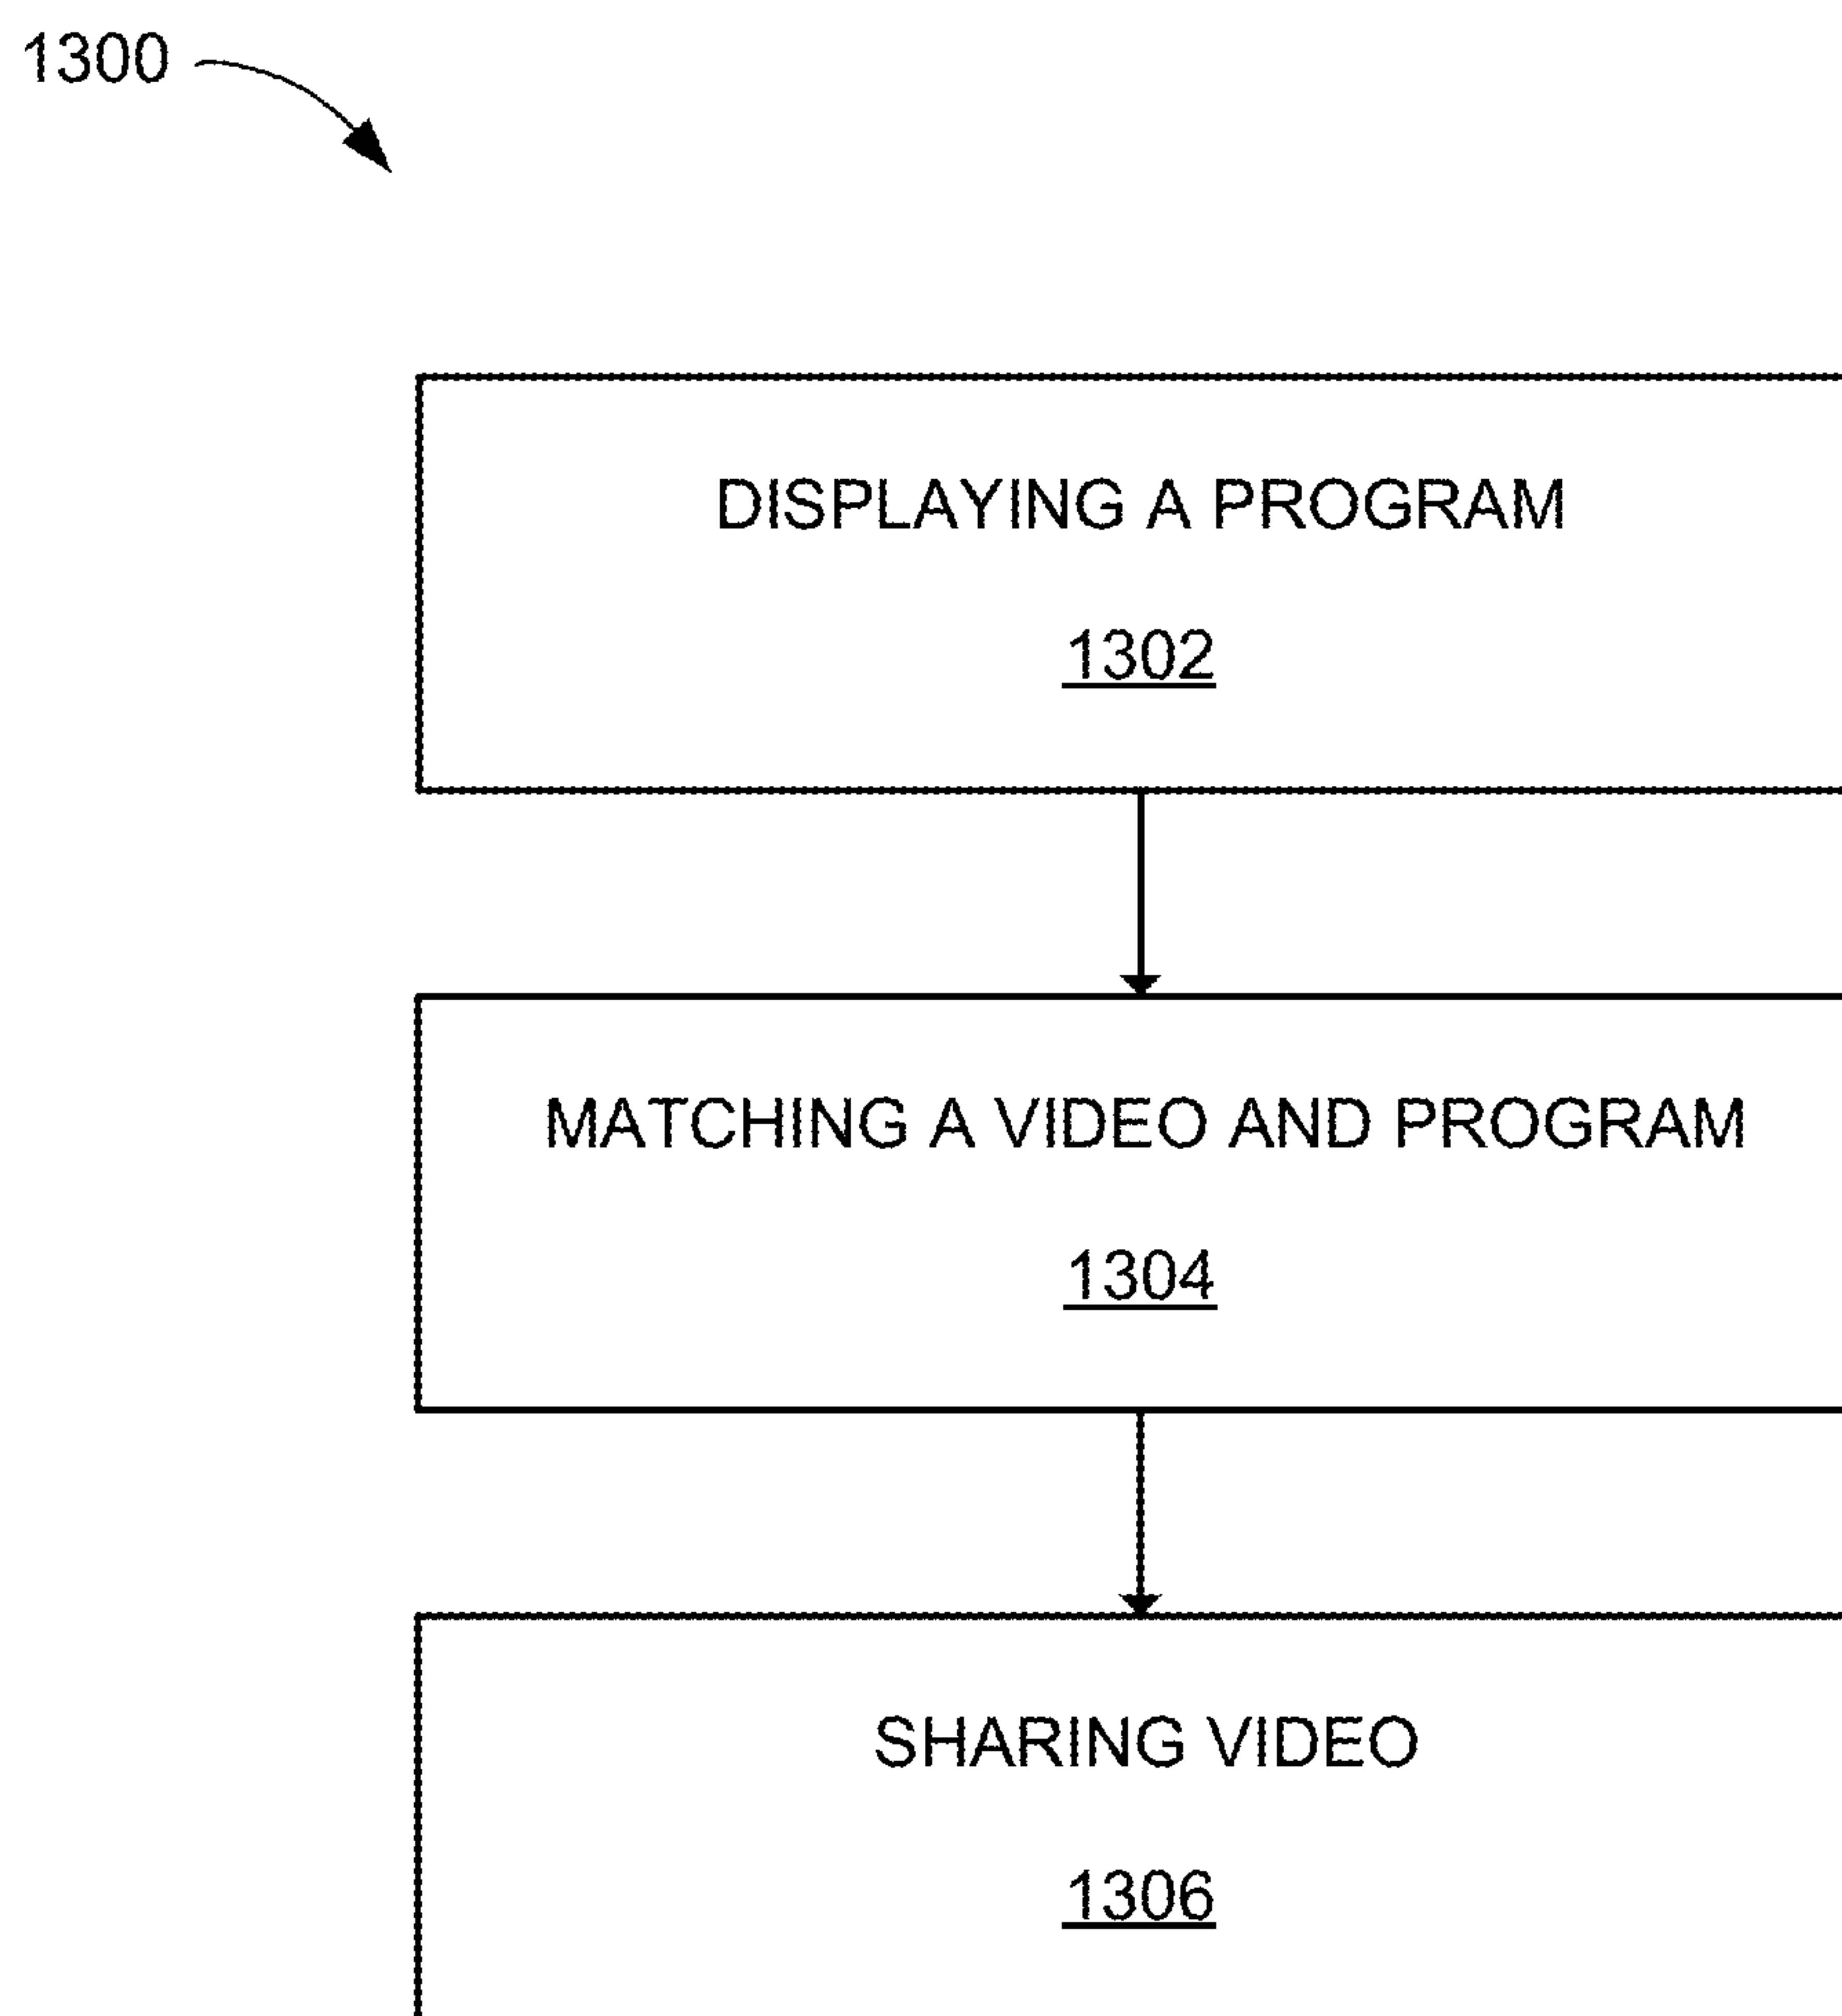 1300
DISPLAYING A PROGRAM
1302
MATCHING A VIDEO AND PROGRAM
1304
SHARING VIDEO
1306